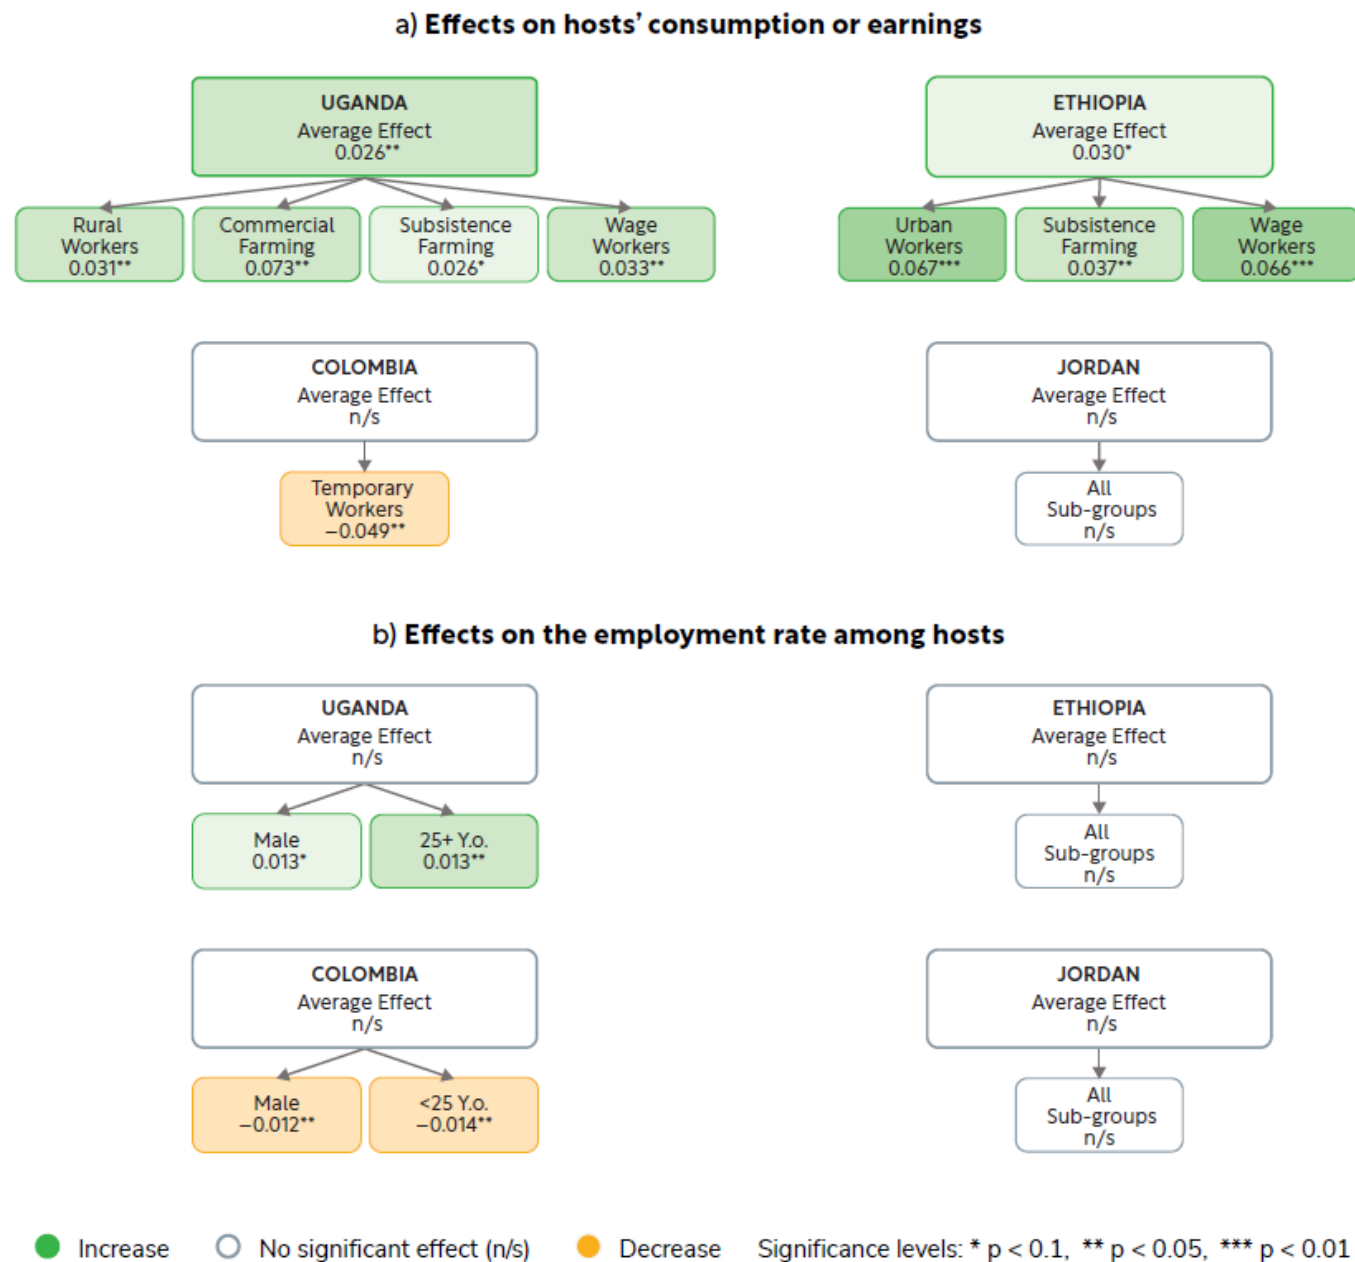 a) Effects on hosts’ consumption or earnings
UGANDA
Average Effect
0.026**
Rural
Workers
0.031**
Commercial
Farming
0.073**
Subsistence
Farming
0.026*
Wage
Workers
0.033**
ETHIOPIA
Average Effect
0.030*
Urban
Workers
0.067***
Subsistence
Farming
0.037**
Wage
Workers
0.066***
COLOMBIA
Average Effect
n/s
Temporary
Workers
−0.049**
JORDAN
Average Effect
n/s
All
Sub-groups
n/s
b) Effects on the employment rate among hosts
UGANDA
Average Effect
n/s
Male
0.013*
25+ Y.o.
0.013**
ETHIOPIA
Average Effect
n/s
All
Sub-groups
n/s
COLOMBIA
Average Effect
n/s
Male
−0.012**
<25 Y.o.
−0.014**
JORDAN
Average Effect
n/s
All
Sub-groups
n/s
Increase No significant effect (n/s) Decrease Significance levels: * p < 0.1, ** p < 0.05, *** p < 0.01